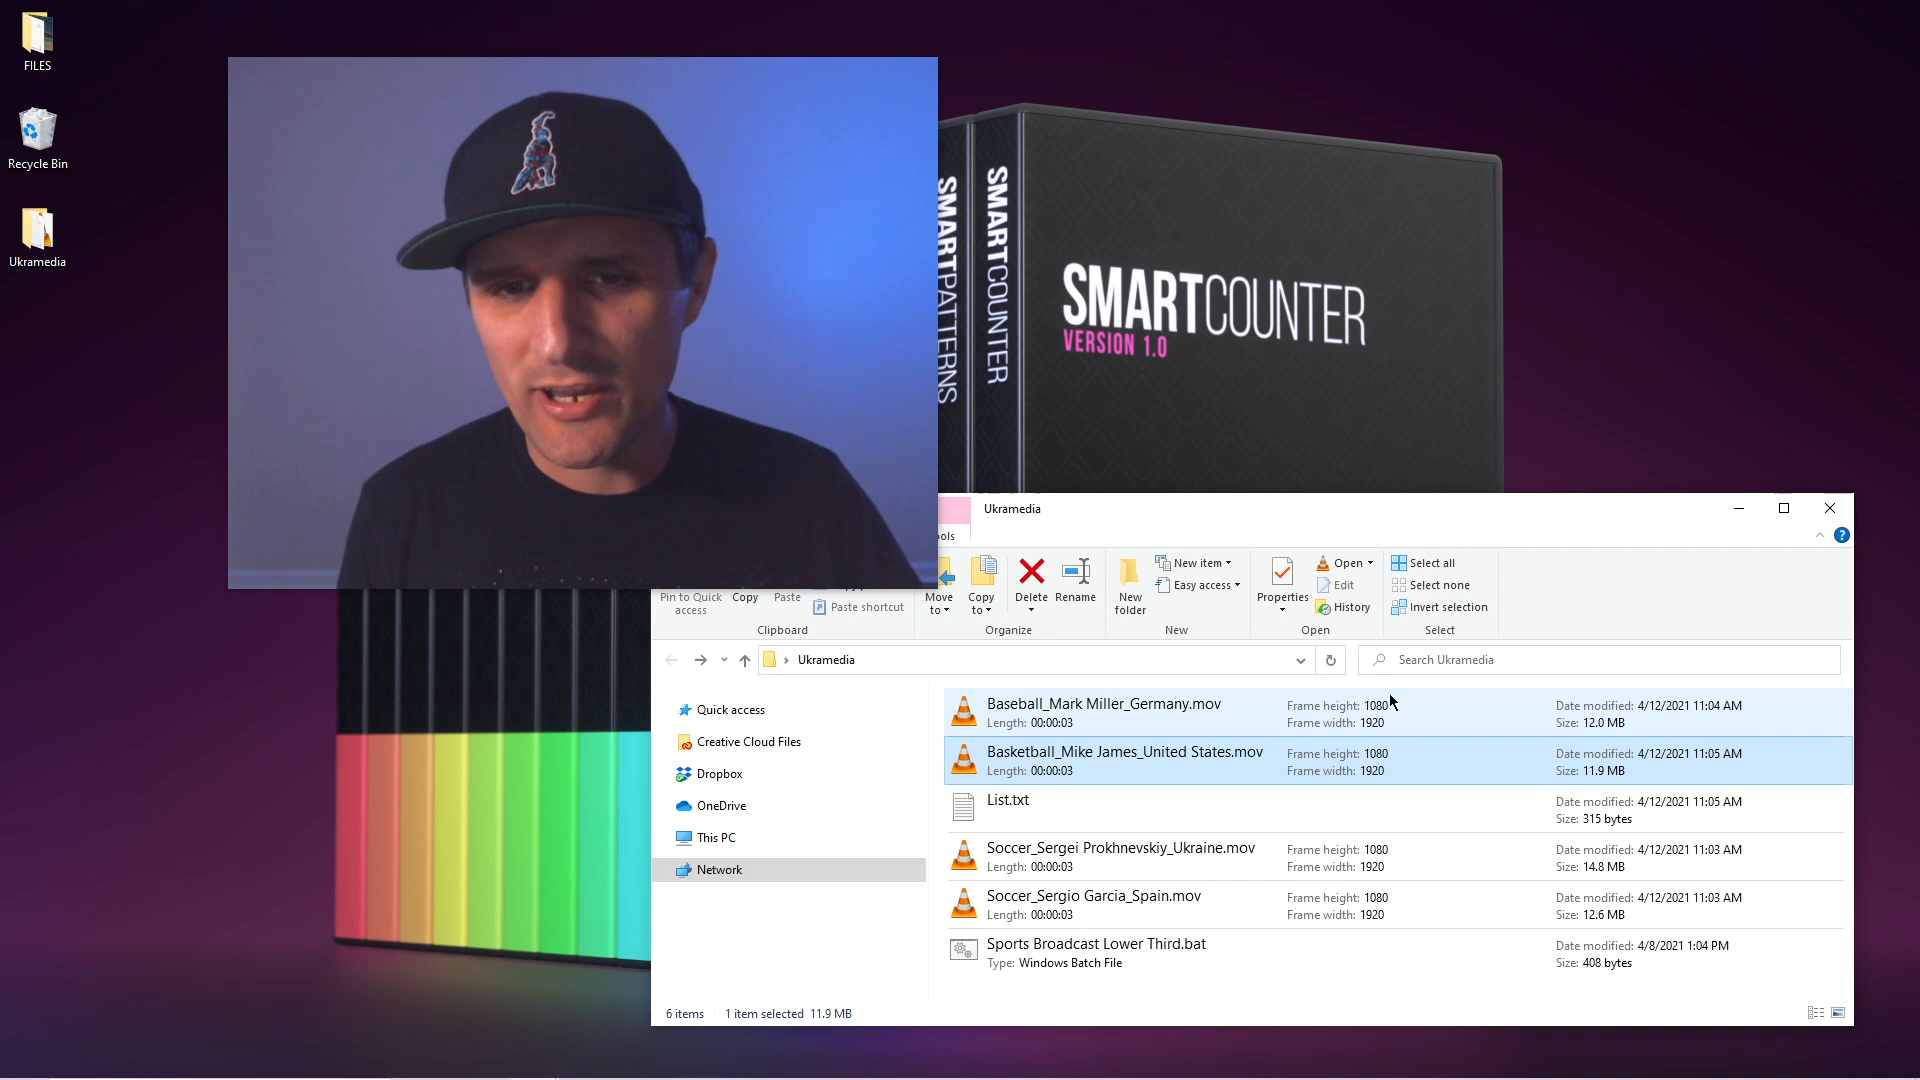 FILES
Recycle Bin
Ukramedia
SMARTPATTERNS
SMARTCOUNTER
SMARTCOUNTER
VERSION 1.0
Ukramedia
ols
Pin to Quick access
Copy
Paste
Paste shortcut
Clipboard
Move to
Copy to
Delete
Rename
Organize
New folder
New item
Easy access
New
Properties
Open
Edit
History
Open
Select all
Select none
Invert selection
Select
Ukramedia
Search Ukramedia
Quick access
Creative Cloud Files
Dropbox
OneDrive
This PC
Network
Baseball_Mark Miller_Germany.mov
Length: 00:00:03
Frame height: 1080
Frame width: 1920
Date modified: 4/12/2021 11:04 AM
Size: 12.0 MB
Basketball_Mike James_United States.mov
Length: 00:00:03
Frame height: 1080
Frame width: 1920
Date modified: 4/12/2021 11:05 AM
Size: 11.9 MB
List.txt
Date modified: 4/12/2021 11:05 AM
Size: 315 bytes
Soccer_Sergei Prokhnevskiy_Ukraine.mov
Length: 00:00:03
Frame height: 1080
Frame width: 1920
Date modified: 4/12/2021 11:03 AM
Size: 14.8 MB
Soccer_Sergio Garcia_Spain.mov
Length: 00:00:03
Frame height: 1080
Frame width: 1920
Date modified: 4/12/2021 11:03 AM
Size: 12.6 MB
Sports Broadcast Lower Third.bat
Type: Windows Batch File
Date modified: 4/8/2021 1:04 PM
Size: 408 bytes
6 items
1 item selected 11.9 MB